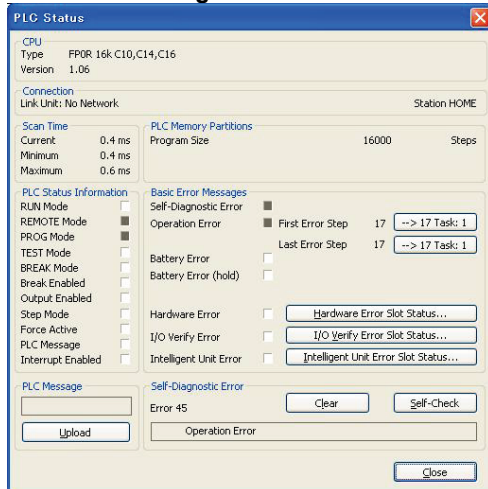 PLC Status
CPU
Type FP0R 16k C10,C14,C16
Version 1.06
Connection
Link Unit: No Network Station HOME
Scan Time
Current 0.4 ms
Minimum 0.4 ms
Maximum 0.6 ms
PLC Memory Partitions
Program Size 16000 Steps
PLC Status Information
RUN Mode
REMOTE Mode
PROG Mode
TEST Mode
BREAK Mode
Break Enabled
Output Enabled
Step Mode
Force Active
PLC Message
Interrupt Enabled
Basic Error Messages
Self-Diagnostic Error
Operation Error First Error Step 17 --> 17 Task: 1
Last Error Step 17 --> 17 Task: 1
Battery Error
Battery Error (hold)
Hardware Error Hardware Error Slot Status...
I/O Verify Error I/O Verify Error Slot Status...
Intelligent Unit Error Intelligent Unit Error Slot Status...
PLC Message
Upload
Self-Diagnostic Error
Error 45 Clear Self-Check
Operation Error
Close